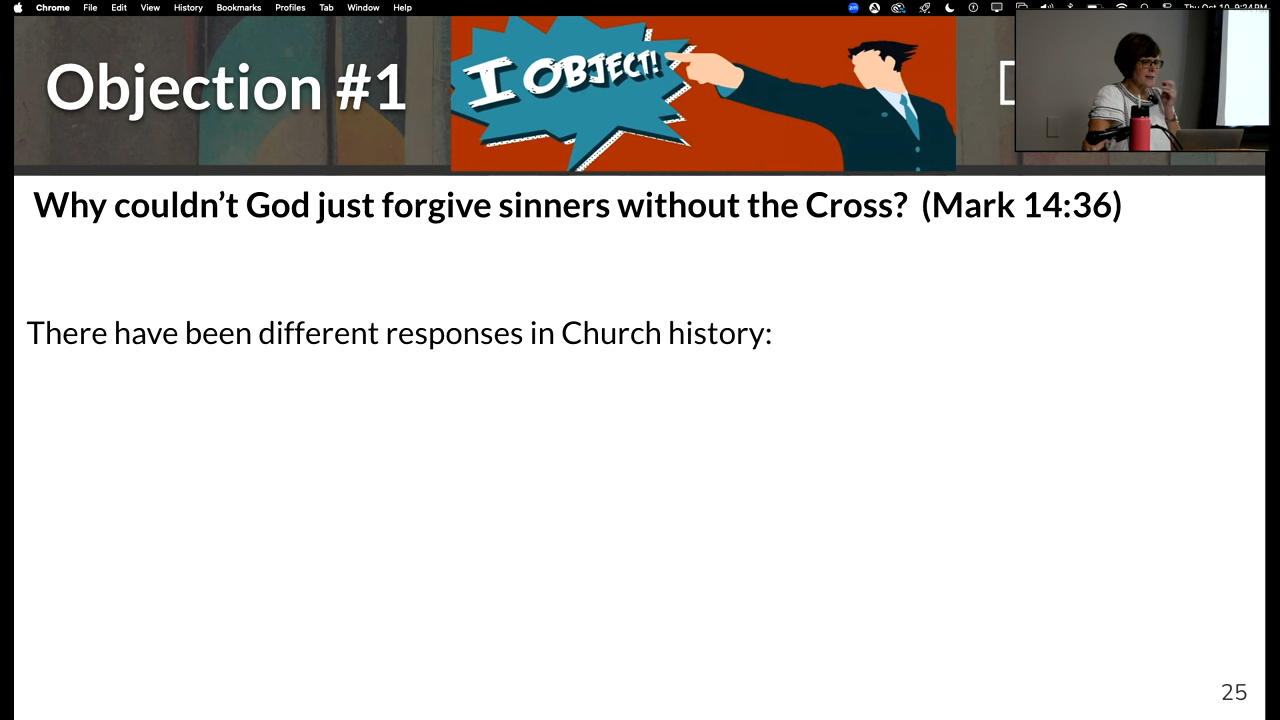 Chrome File Edit View History Bookmarks Profiles Tab Window Help
Objection #1
I OBJECT!
Why couldn't God just forgive sinners without the Cross? (Mark 14:36)
There have been different responses in Church history:
25